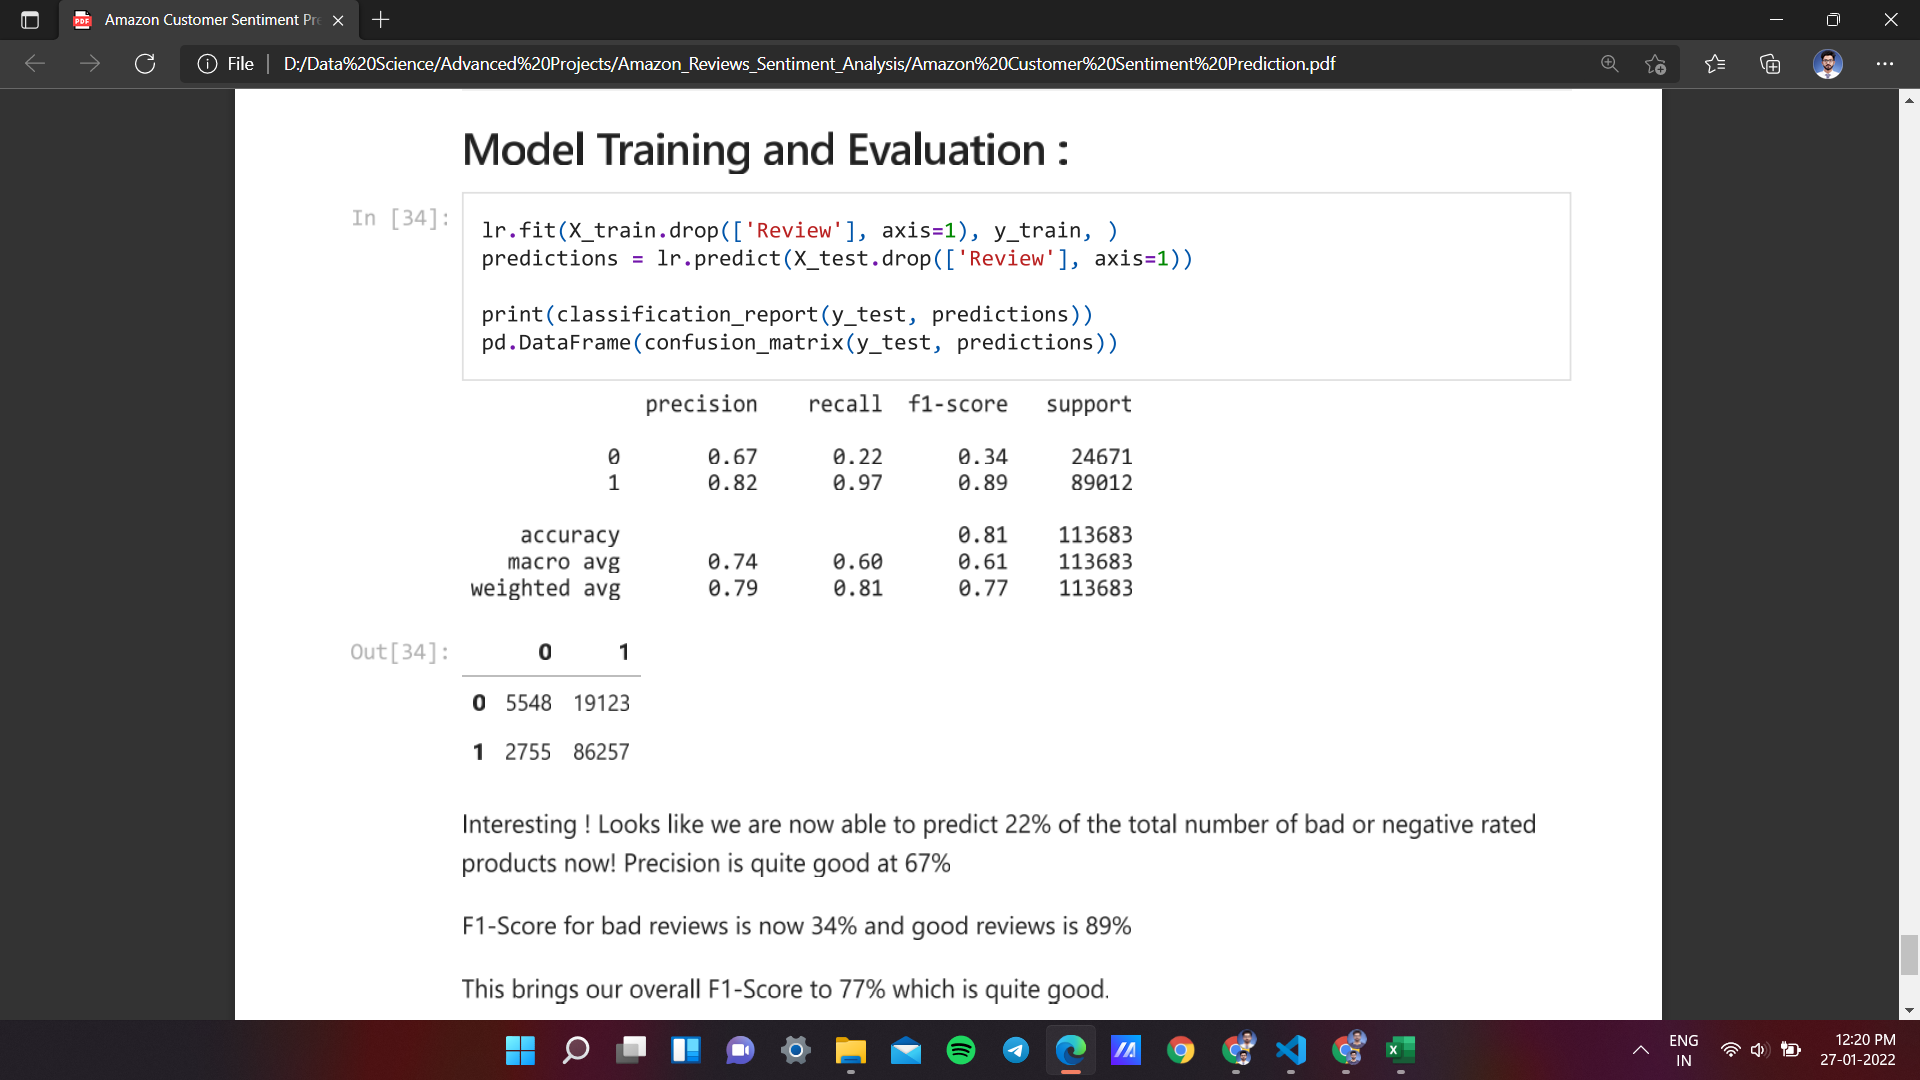 Amazon Customer Sentiment Pre
File
D:/Data%20Science/Advanced%20Projects/Amazon_Reviews_Sentiment_Analysis/Amazon%20Customer%20Sentiment%20Prediction.pdf
Model Training and Evaluation :
In [34]:
lr.fit(X_train.drop(['Review'], axis=1), y_train, )
predictions = lr.predict(X_test.drop(['Review'], axis=1))
print(classification_report(y_test, predictions))
pd.DataFrame(confusion_matrix(y_test, predictions))
precision recall f1-score support
0 0.67 0.22 0.34 24671
1 0.82 0.97 0.89 89012
accuracy 0.81 113683
macro avg 0.74 0.60 0.61 113683
weighted avg 0.79 0.81 0.77 113683
Out[34]:
0 1
0 5548 19123
1 2755 86257
Interesting ! Looks like we are now able to predict 22% of the total number of bad or negative rated
products now! Precision is quite good at 67%
F1-Score for bad reviews is now 34% and good reviews is 89%
This brings our overall F1-Score to 77% which is quite good.
ENG
IN
12:20 PM
27-01-2022